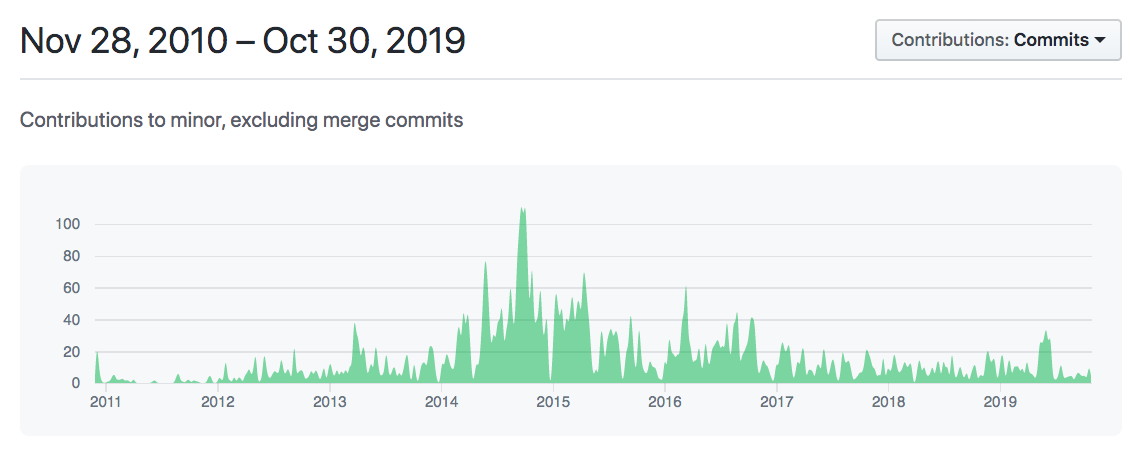 Nov 28, 2010 – Oct 30, 2019
Contributions: Commits
Contributions to minor, excluding merge commits
100
80
60
40
20
0
2011 2012 2013 2014 2015 2016 2017 2018 2019